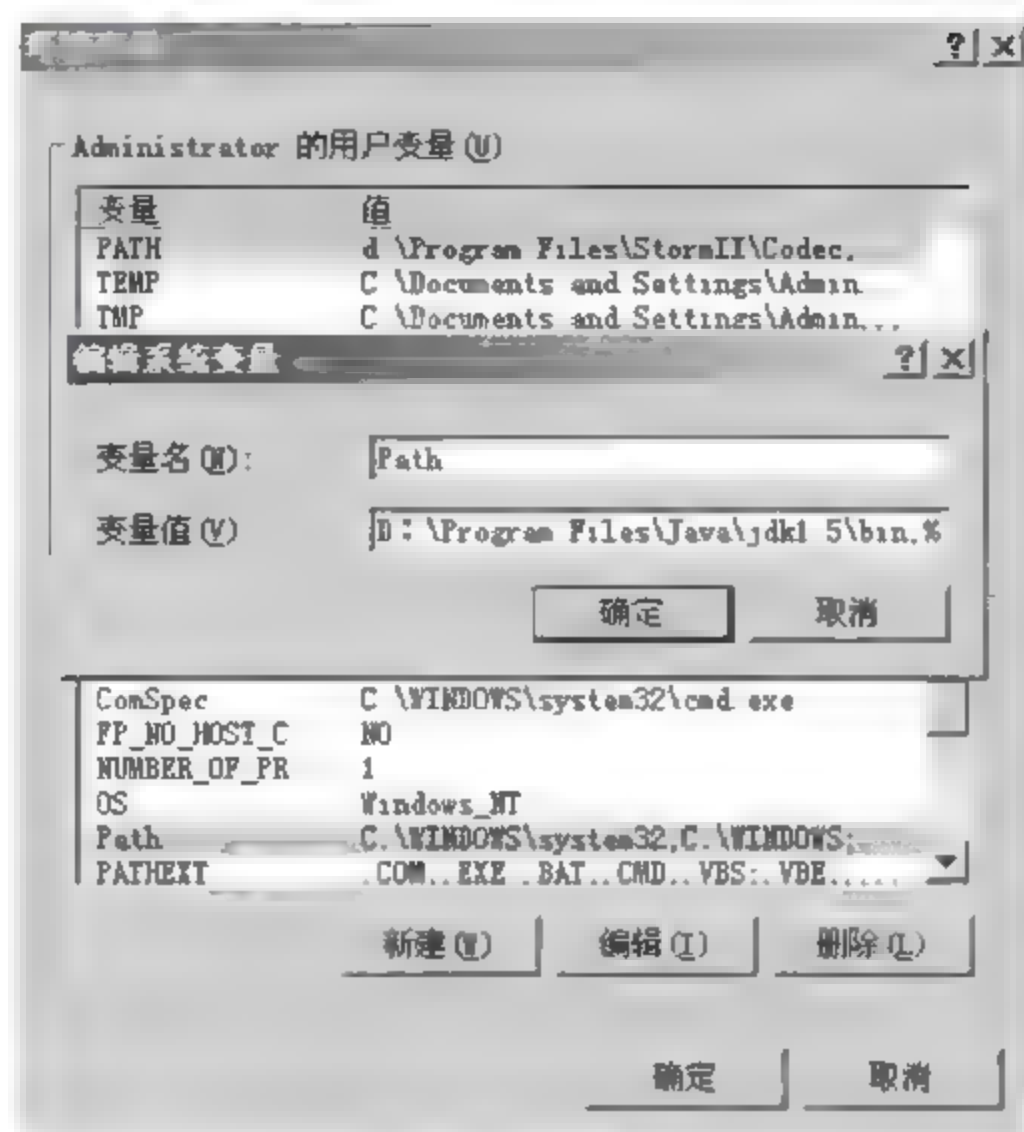 Administrator 的用户变量(U)
变量 值
PATH d \Program Files\StormII\Codec.
TEMP C \Documents and Settings\Admin
TMP C \Documents and Settings\Admin...
编辑系统变量
变量名(N):
Path
变量值(V)
D:\Program Files\Java\jdk1 5\bin,%
确定 取消
ComSpec C \WINDOWS\system32\cmd exe
FP_NO_HOST_C NO
NUMBER_OF_PR 1
OS Windows_NT
Path C.\WINDOWS\system32,C.\WINDOWS;
PATHEXT .COM..EXE .BAT..CMD..VBS:.VBE.....
新建(W) 编辑(I) 删除(L)
确定 取消